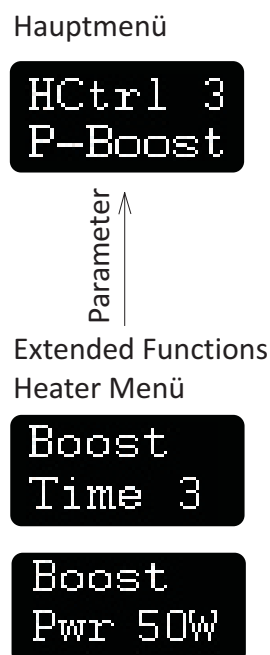 Hauptmenü
HCtrl 3
P-Boost
Parameter
Extended Functions
Heater Menü
Boost
Time 3
Boost
Pwr 50W